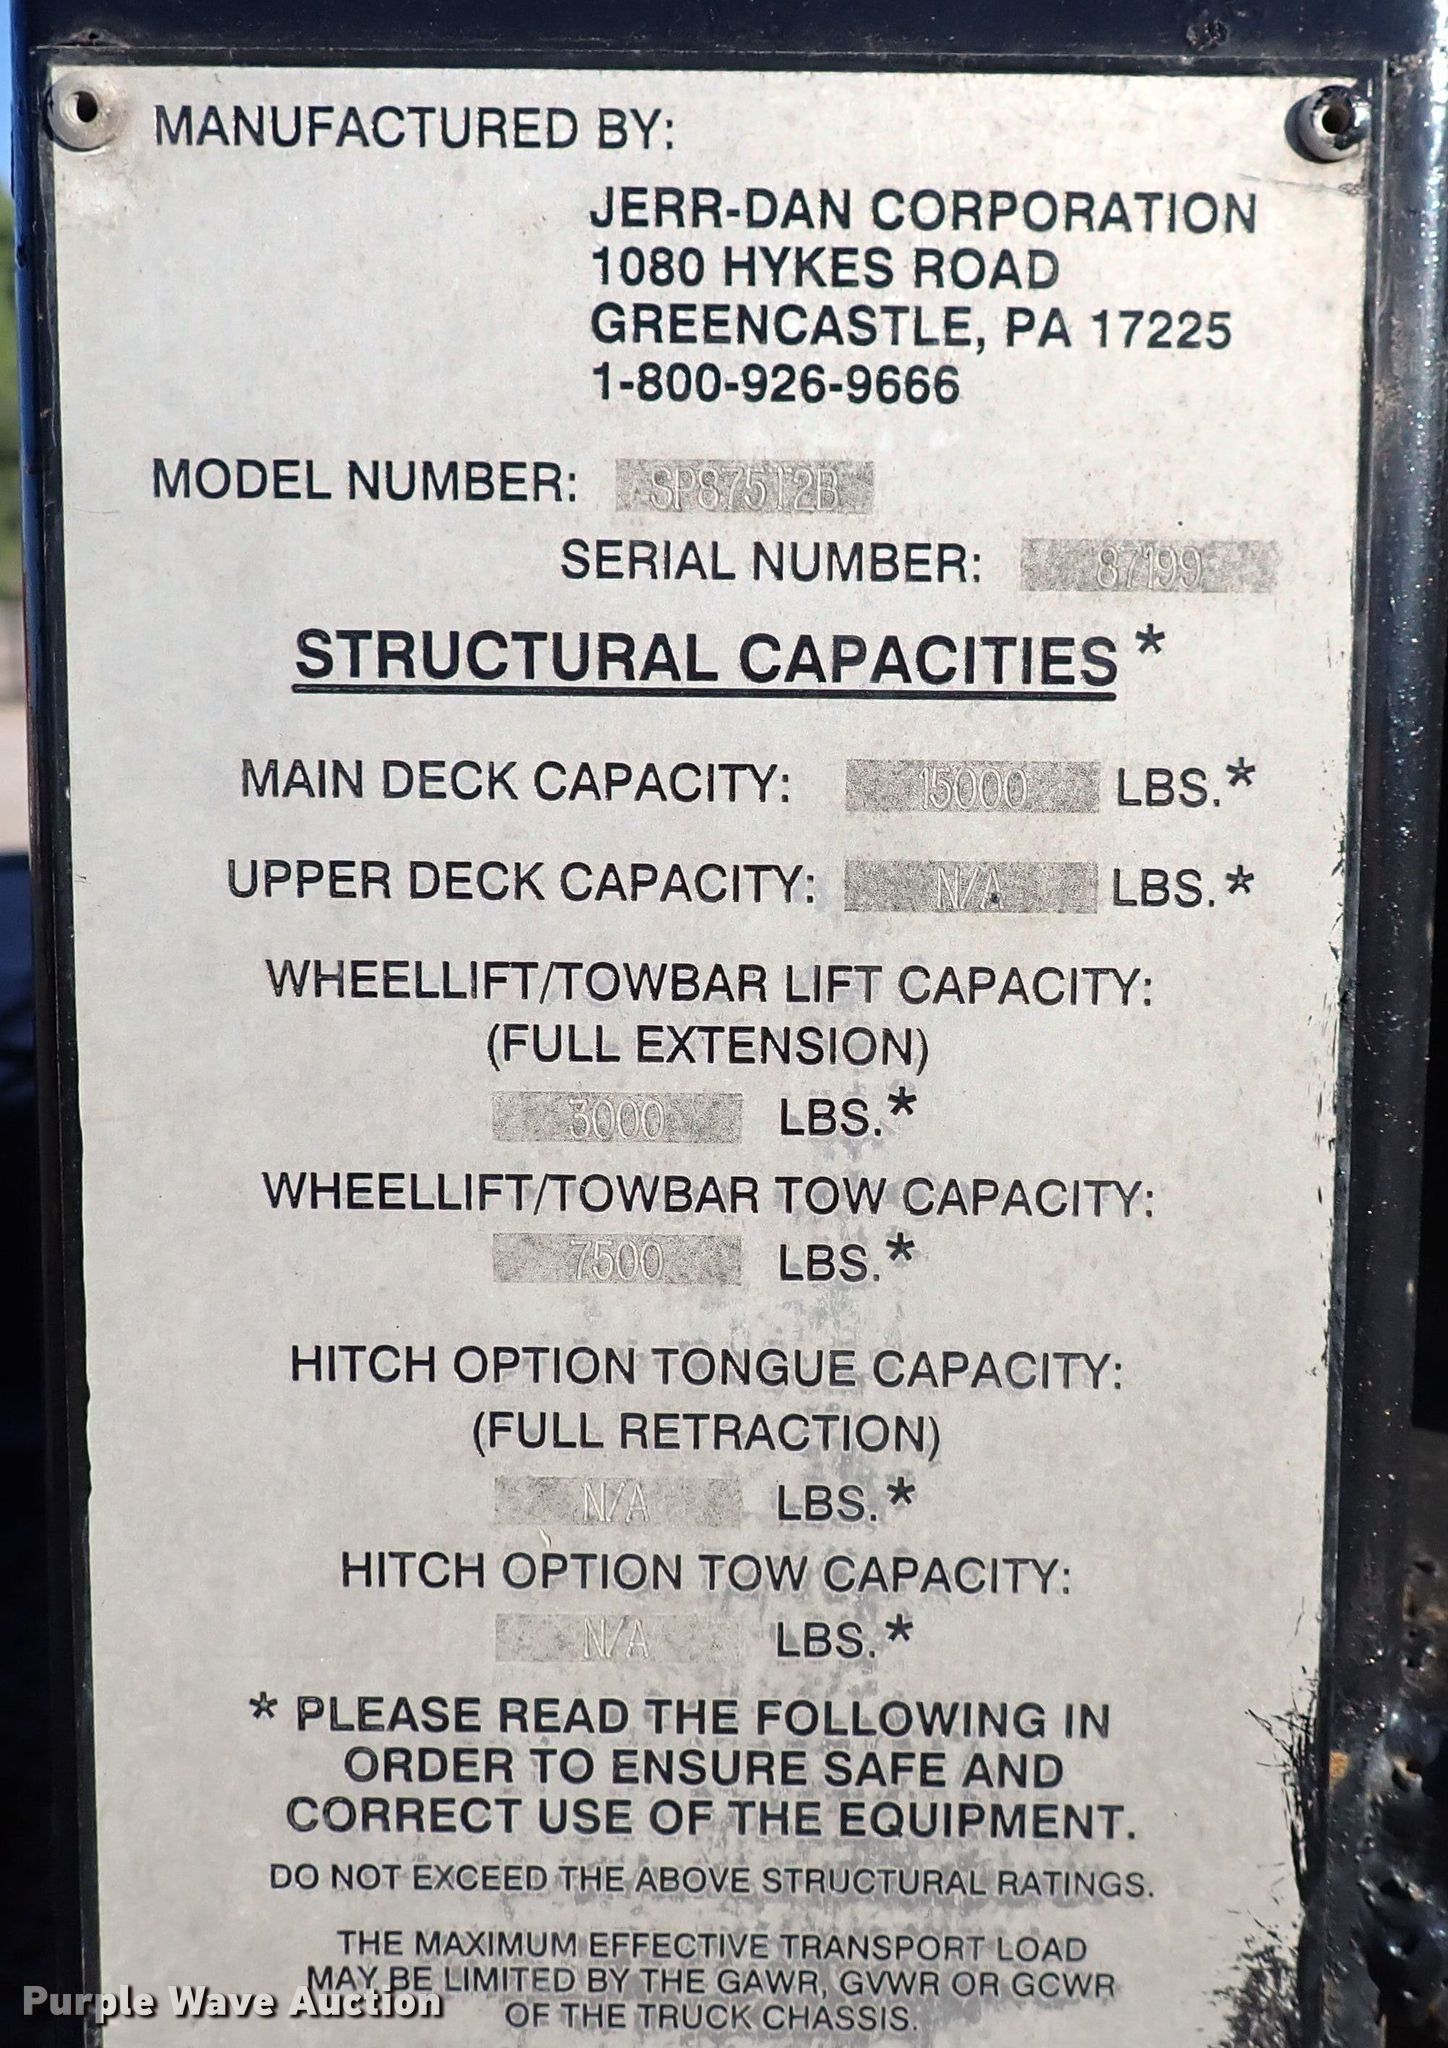 MANUFACTURED BY:
JERR-DAN CORPORATION
1080 HYKES ROAD
GREENCASTLE, PA 17225
1-800-926-9666
MODEL NUMBER: SP87512B
SERIAL NUMBER: 87199
STRUCTURAL CAPACITIES*
MAIN DECK CAPACITY: 15000 LBS.*
UPPER DECK CAPACITY: N/A LBS.*
WHEELLIFT/TOWBAR LIFT CAPACITY:
(FULL EXTENSION)
3000 LBS.*
WHEELLIFT/TOWBAR TOW CAPACITY:
7500 LBS.*
HITCH OPTION TONGUE CAPACITY:
(FULL RETRACTION)
N/A LBS.*
HITCH OPTION TOW CAPACITY:
N/A LBS.*
* PLEASE READ THE FOLLOWING IN
ORDER TO ENSURE SAFE AND
CORRECT USE OF THE EQUIPMENT.
DO NOT EXCEED THE ABOVE STRUCTURAL RATINGS.
THE MAXIMUM EFFECTIVE TRANSPORT LOAD
MAY BE LIMITED BY THE GAWR, GVWR OR GCWR
OF THE TRUCK CHASSIS.
Purple Wave Auction